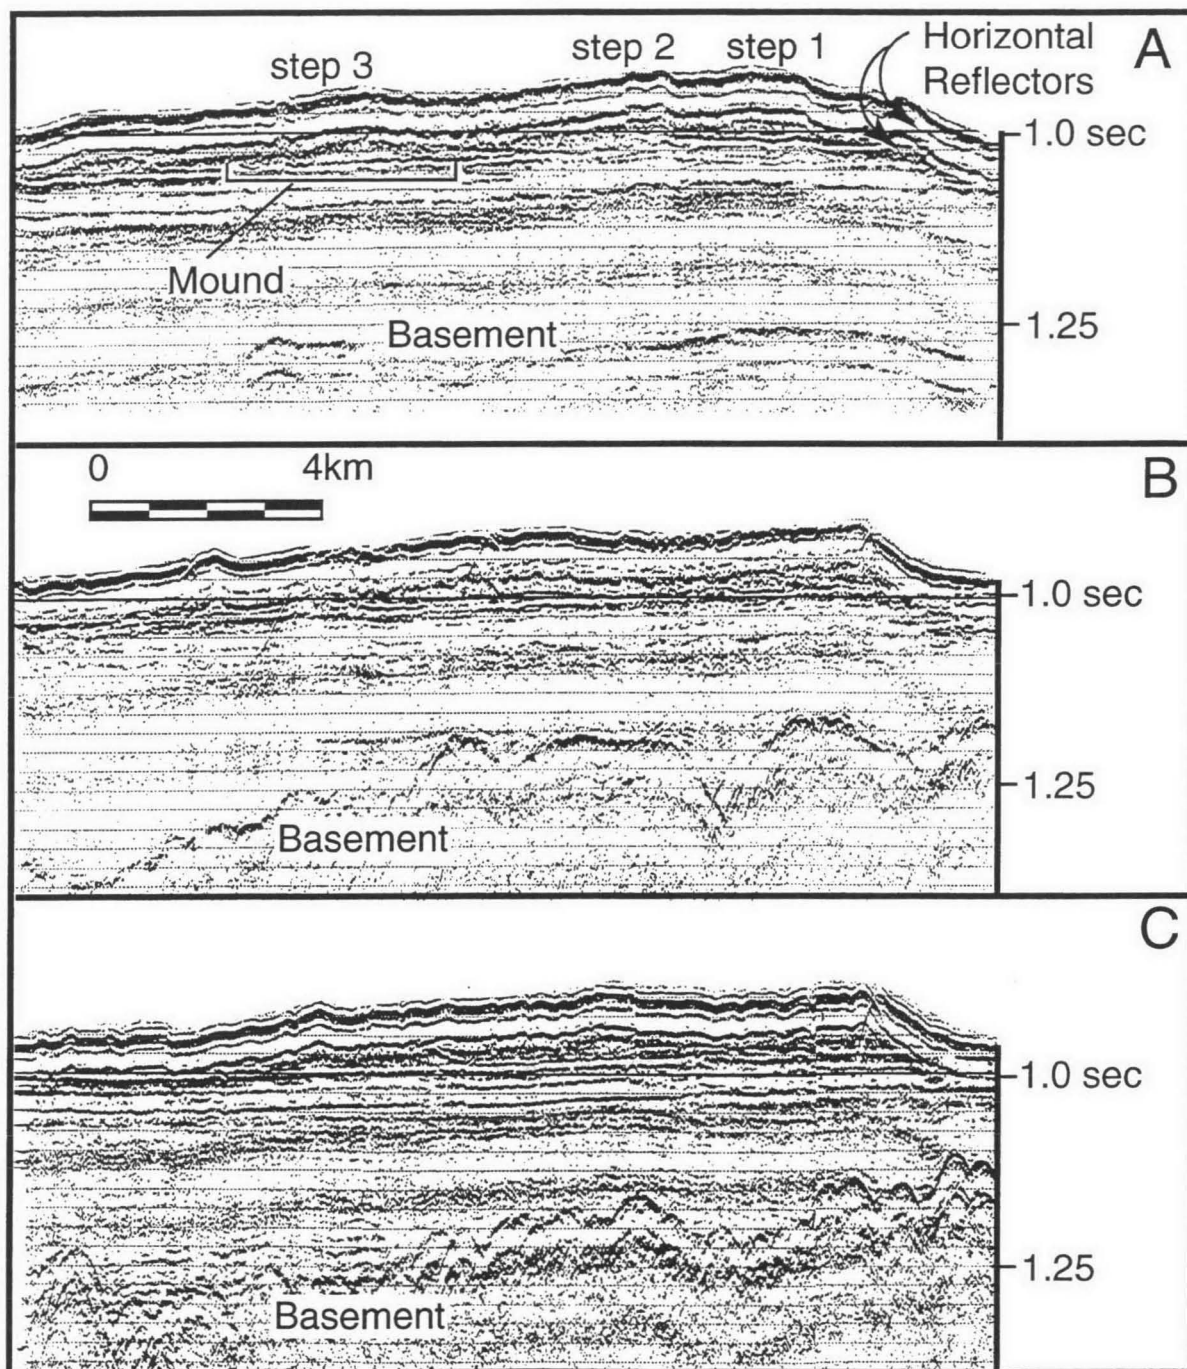 step 3
step 2
step 1
Horizontal
Reflectors
A
1.0 sec
Mound
Basement
1.25
0 4km
B
1.0 sec
1.25
Basement
C
1.0 sec
1.25
Basement